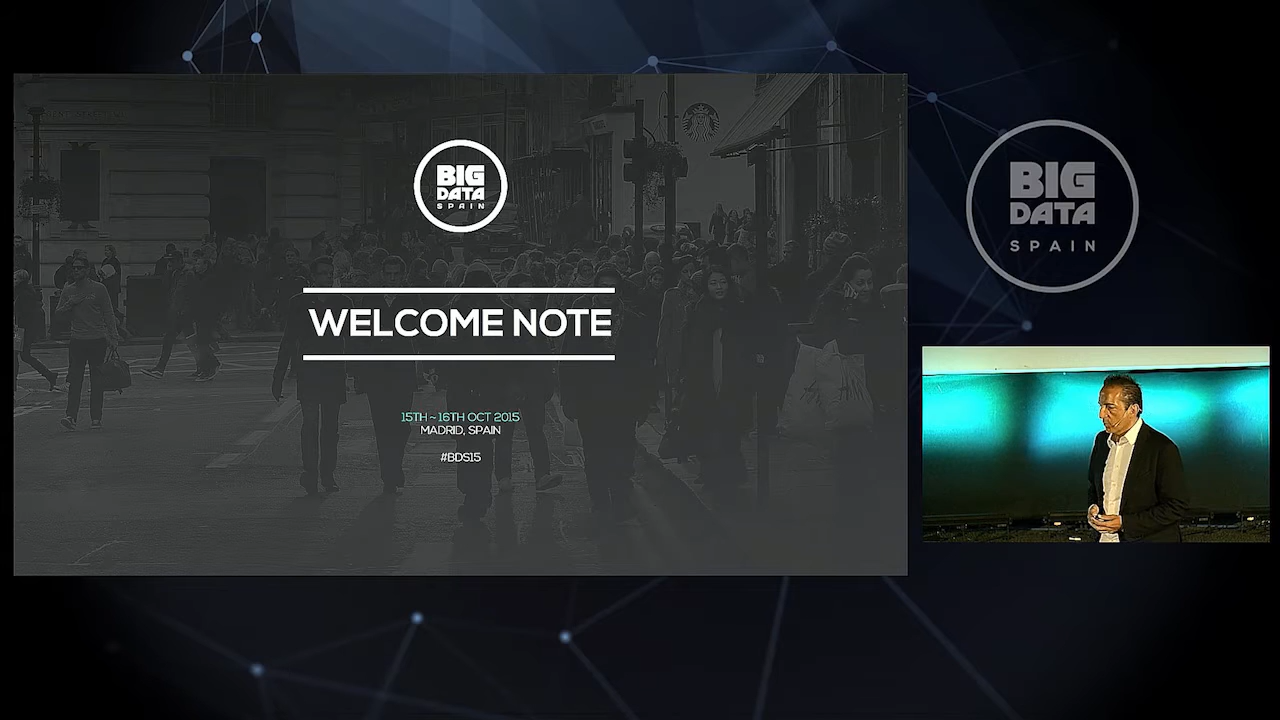 BIG
DATA
SPAIN
WELCOME NOTE
15TH ~ 16TH OCT 2015
MADRID, SPAIN
#BDS15
BIG
DATA
SPAIN